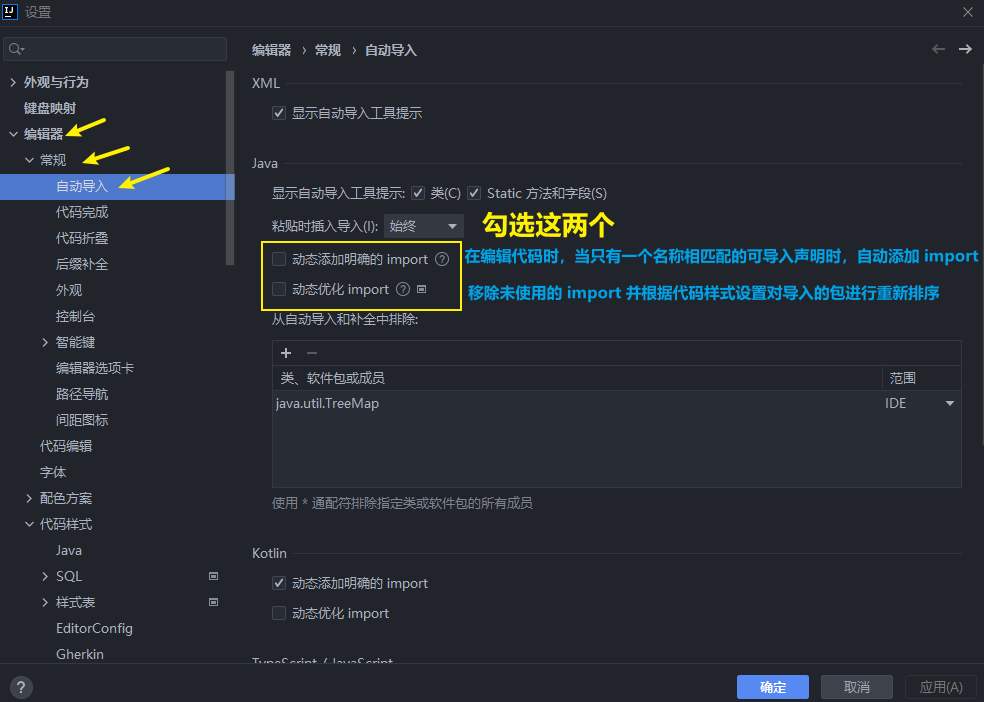 设置
编辑器 › 常规 › 自动导入
外观与行为
键盘映射
编辑器
常规
自动导入
代码完成
代码折叠
后缀补全
外观
控制台
智能键
编辑器选项卡
路径导航
间距图标
代码编辑
字体
配色方案
代码样式
Java
SQL
样式表
EditorConfig
Gherkin
XML
显示自动导入工具提示
Java
显示自动导入工具提示: 类(C) Static 方法和字段(S)
粘贴时插入导入(I): 始终
勾选这两个
动态添加明确的 import
在编辑代码时，当只有一个名称相匹配的可导入声明时，自动添加 import
动态优化 import
移除未使用的 import 并根据代码样式设置对导入的包进行重新排序
从自动导入和补全中排除:
类、软件包或成员 范围
java.util.TreeMap IDE
使用 * 通配符排除指定类或软件包的所有成员
Kotlin
动态添加明确的 import
动态优化 import
TypeScript / JavaScript
确定 取消 应用(A)